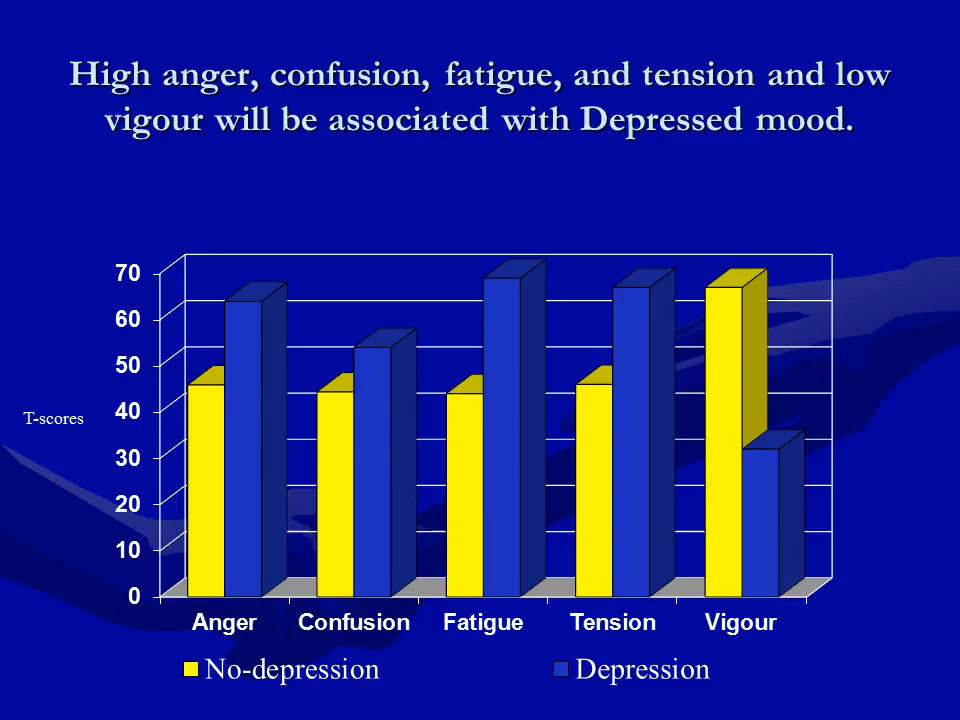 High anger, confusion, fatigue, and tension and low
vigour will be associated with Depressed mood.
70
60
50
40
T-scores
30
20
10
0
Anger Confusion Fatigue Tension Vigour
No-depression Depression